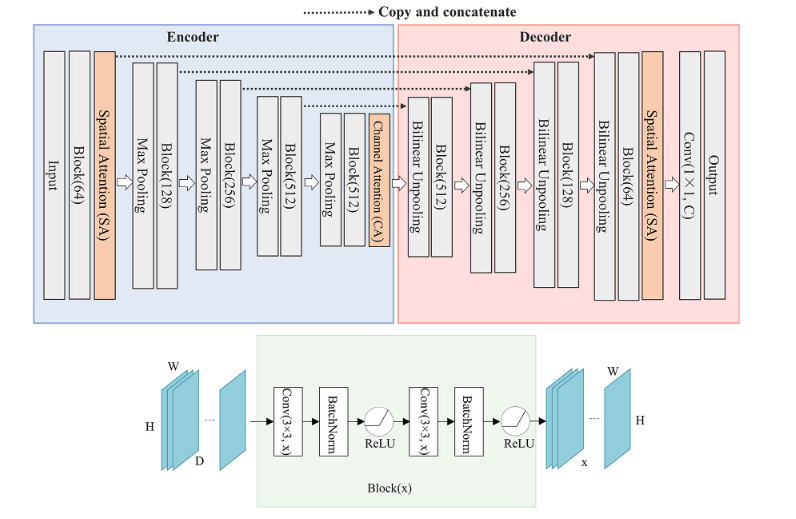 Copy and concatenate
Encoder
Decoder
Input
Block(64)
Spatial Attention (SA)
Max Pooling
Block(128)
Max Pooling
Block(256)
Max Pooling
Block(512)
Max Pooling
Block(512)
Channel Attention (CA)
Bilinear Unpooling
Block(512)
Bilinear Unpooling
Block(256)
Bilinear Unpooling
Block(128)
Bilinear Unpooling
Block(64)
Spatial Attention (SA)
Conv(1×1, C)
Output
W
H
D
...
Conv(3×3, x)
BatchNorm
ReLU
Conv(3×3, x)
BatchNorm
ReLU
W
H
x
...
Block(x)